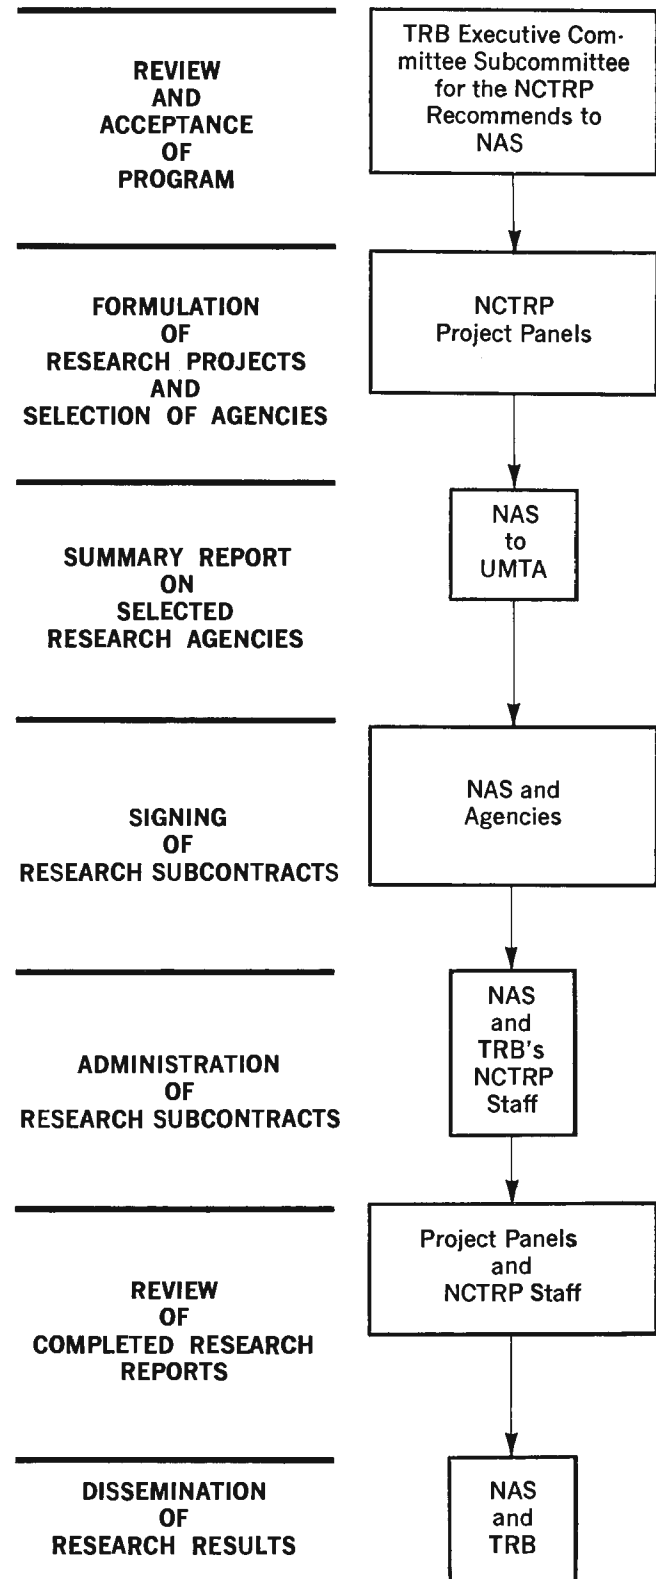 REVIEW
AND
ACCEPTANCE
OF
PROGRAM
TRB Executive Com-
mittee Subcommittee
for the NCTRP
Recommends to
NAS
FORMULATION
OF
RESEARCH PROJECTS
AND
SELECTION OF AGENCIES
NCTRP
Project Panels
SUMMARY REPORT
ON
SELECTED
RESEARCH AGENCIES
NAS
to
UMTA
SIGNING
OF
RESEARCH SUBCONTRACTS
NAS and
Agencies
ADMINISTRATION
OF
RESEARCH SUBCONTRACTS
NAS
and
TRB's
NCTRP
Staff
REVIEW
OF
COMPLETED RESEARCH
REPORTS
Project Panels
and
NCTRP Staff
DISSEMINATION
OF
RESEARCH RESULTS
NAS
and
TRB